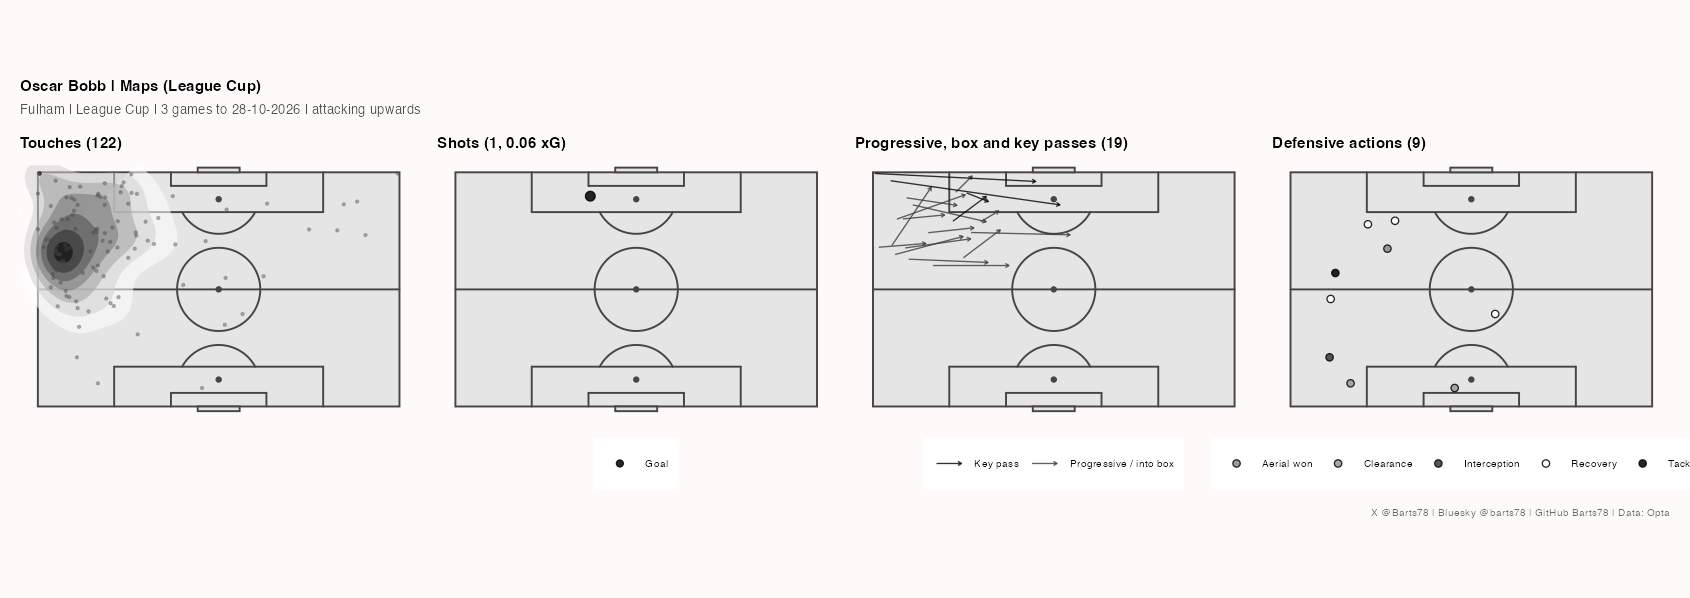 Oscar Bobb | Maps (League Cup)
Fulham | League Cup | 3 games to 28-10-2026 | attacking upwards
Touches (122)
Shots (1, 0.06 xG)
Progressive, box and key passes (19)
Defensive actions (9)
Goal
Key pass
Progressive / into box
Aerial won
Clearance
Interception
Recovery
Tack
X @Barts78 | Bluesky @barts78 | GitHub Barts78 | Data: Opta